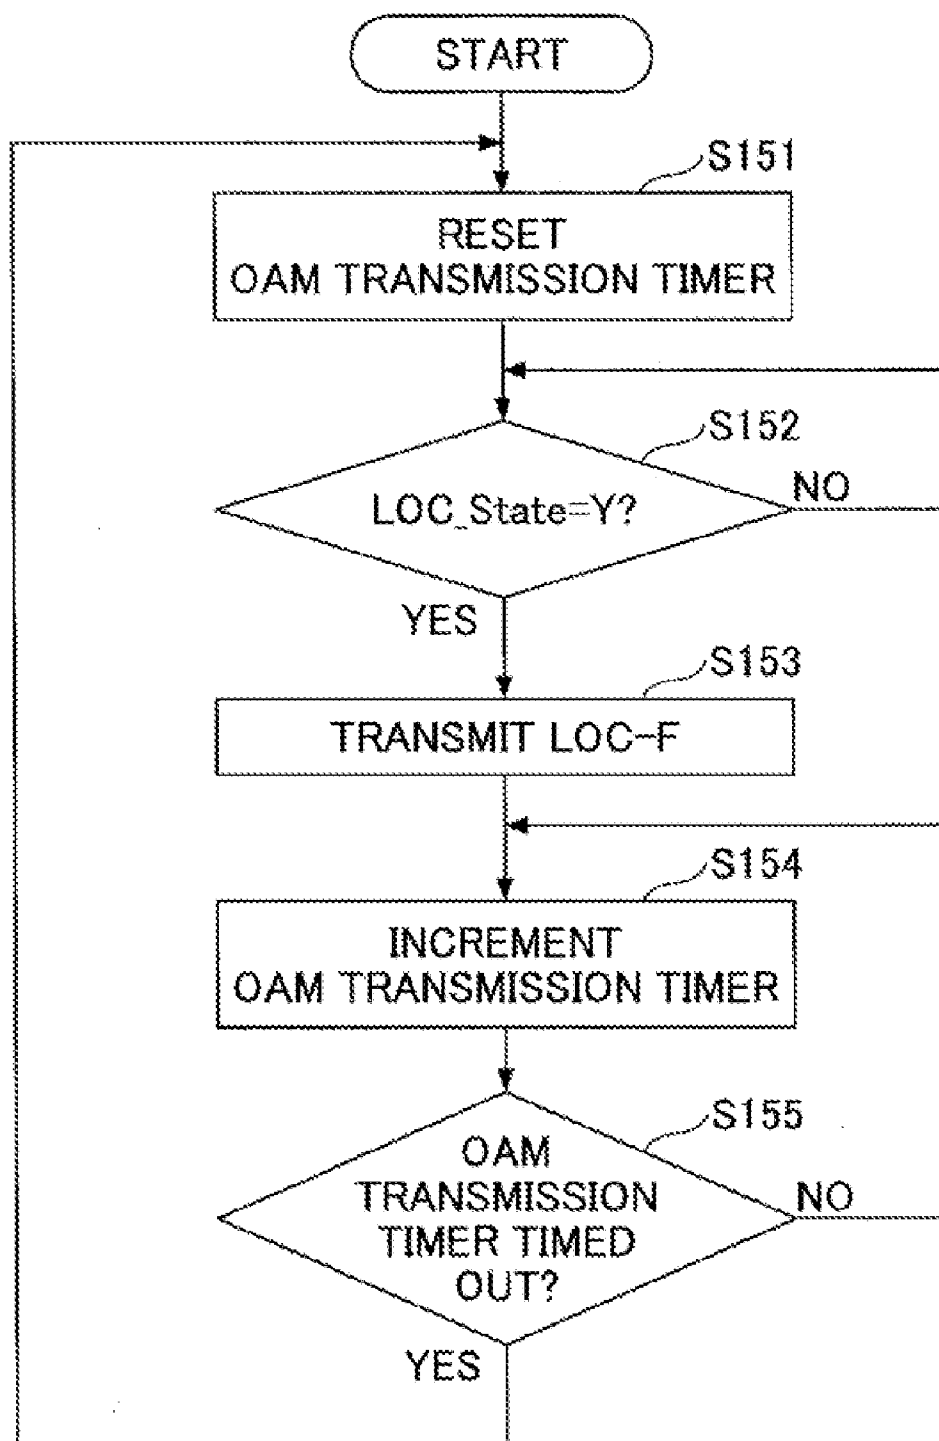 START
S151
RESET
OAM TRANSMISSION TIMER
S152
LOC_State=Y?
NO
YES
S153
TRANSMIT LOC-F
S154
INCREMENT
OAM TRANSMISSION TIMER
S155
OAM
TRANSMISSION
TIMER TIMED
OUT?
NO
YES